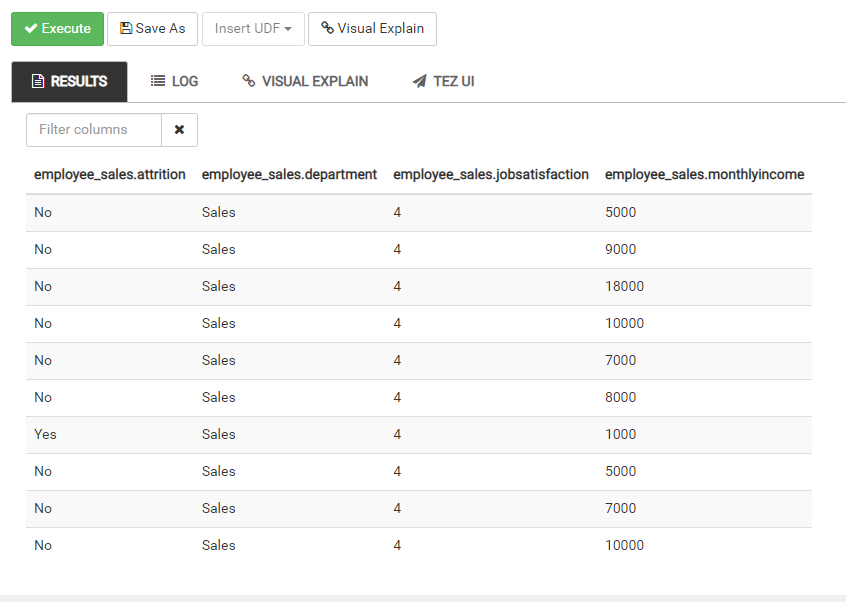 Execute Save As Insert UDF Visual Explain
RESULTS LOG VISUAL EXPLAIN TEZ UI
Filter columns
employee_sales.attrition employee_sales.department employee_sales.jobsatisfaction employee_sales.monthlyincome
No Sales 4 5000
No Sales 4 9000
No Sales 4 18000
No Sales 4 10000
No Sales 4 7000
No Sales 4 8000
Yes Sales 4 1000
No Sales 4 5000
No Sales 4 7000
No Sales 4 10000